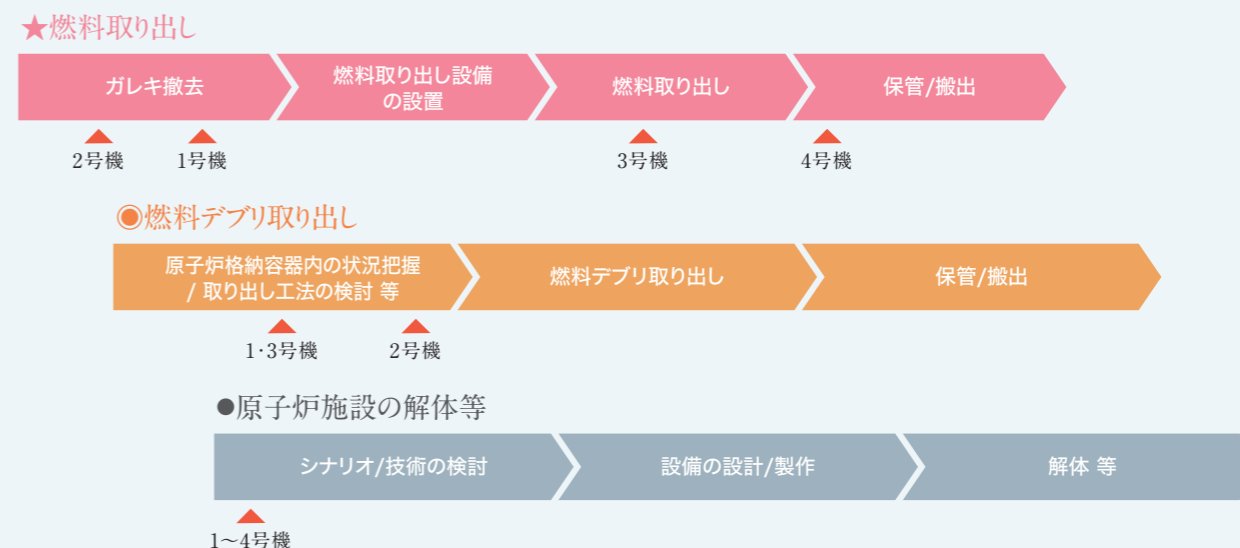 ★燃料取り出し
ガレキ撤去
燃料取り出し設備
の設置
燃料取り出し
保管/搬出
2号機
1号機
3号機
4号機
◉燃料デブリ取り出し
原子炉格納容器内の状況把握
/ 取り出し工法の検討 等
燃料デブリ取り出し
保管/搬出
1･3号機
2号機
●原子炉施設の解体等
シナリオ/技術の検討
設備の設計/製作
解体 等
1〜4号機